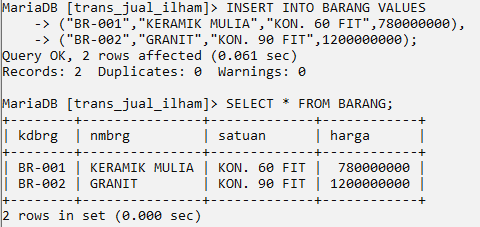 MariaDB [trans_jual_ilham]> INSERT INTO BARANG VALUES
    -> ("BR-001","KERAMIK MULIA","KON. 60 FIT",780000000),
    -> ("BR-002","GRANIT","KON. 90 FIT",1200000000);
Query OK, 2 rows affected (0.061 sec)
Records: 2  Duplicates: 0  Warnings: 0

MariaDB [trans_jual_ilham]> SELECT * FROM BARANG;
+--------+---------------+-------------+------------+
| kdbrg  | nmbrg         | satuan      | harga      |
+--------+---------------+-------------+------------+
| BR-001 | KERAMIK MULIA | KON. 60 FIT |  780000000 |
| BR-002 | GRANIT        | KON. 90 FIT | 1200000000 |
+--------+---------------+-------------+------------+
2 rows in set (0.000 sec)